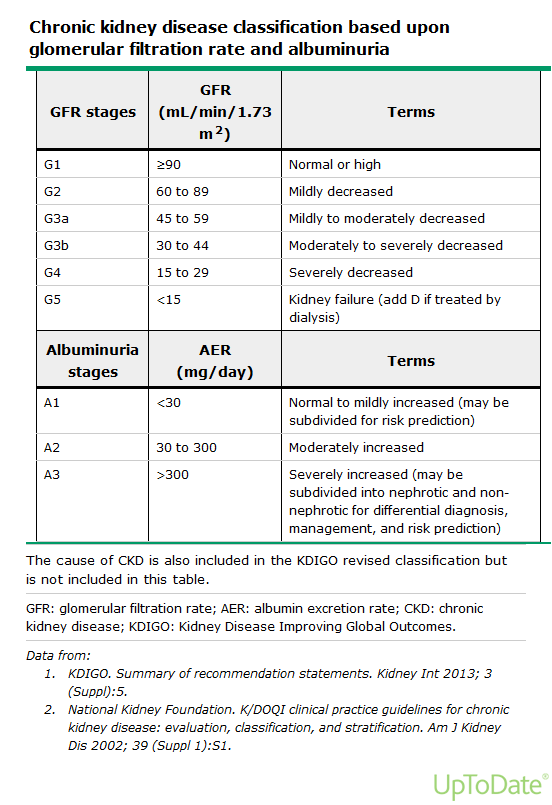 Chronic kidney disease classification based upon
glomerular filtration rate and albuminuria
GFR stages GFR (mL/min/1.73 m²) Terms
G1 ≥90 Normal or high
G2 60 to 89 Mildly decreased
G3a 45 to 59 Mildly to moderately decreased
G3b 30 to 44 Moderately to severely decreased
G4 15 to 29 Severely decreased
G5 <15 Kidney failure (add D if treated by
dialysis)
Albuminuria stages AER (mg/day) Terms
A1 <30 Normal to mildly increased (may be
subdivided for risk prediction)
A2 30 to 300 Moderately increased
A3 >300 Severely increased (may be
subdivided into nephrotic and non-
nephrotic for differential diagnosis,
management, and risk prediction)
The cause of CKD is also included in the KDIGO revised classification but
is not included in this table.
GFR: glomerular filtration rate; AER: albumin excretion rate; CKD: chronic
kidney disease; KDIGO: Kidney Disease Improving Global Outcomes.
Data from:
1. KDIGO. Summary of recommendation statements. Kidney Int 2013; 3
(Suppl):5.
2. National Kidney Foundation. K/DOQI clinical practice guidelines for chronic
kidney disease: evaluation, classification, and stratification. Am J Kidney
Dis 2002; 39 (Suppl 1):S1.
UpToDate®